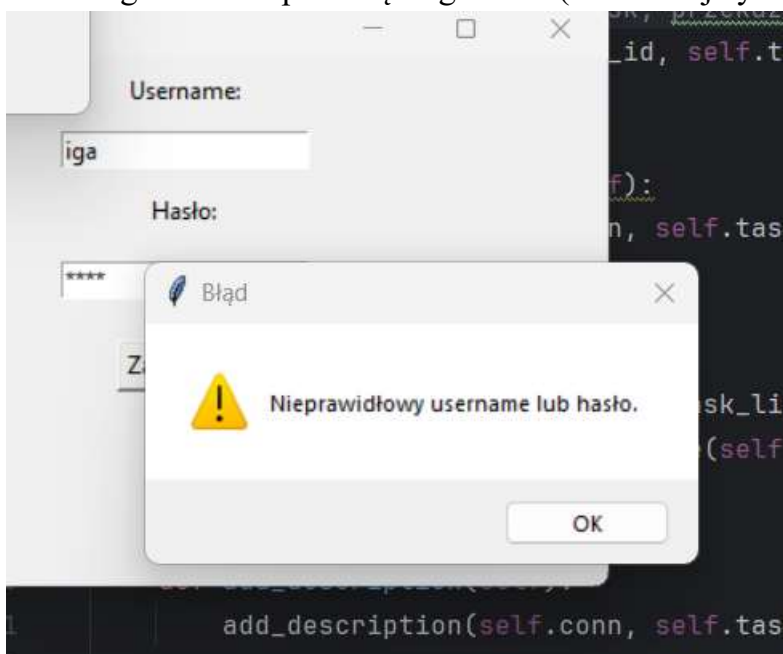 _id, self.t
Username:
iga
f):
Hasło:
n, self.tas
****
Błąd
Nieprawidłowy username lub hasło.
sk_li
(self
OK
add_description(self.conn, self.tas